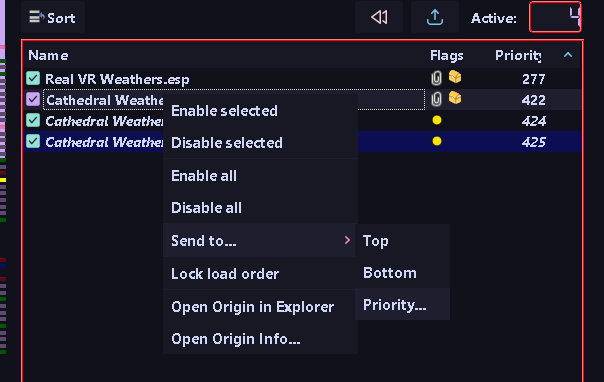 Sort
Active:
Name Flags Priority
Real VR Weathers.esp 277
Cathedral Weathe 422
Cathedral Weather 424
Cathedral Weather 425
Enable selected
Disable selected
Enable all
Disable all
Send to...
Top
Lock load order
Bottom
Open Origin in Explorer
Priority...
Open Origin Info...